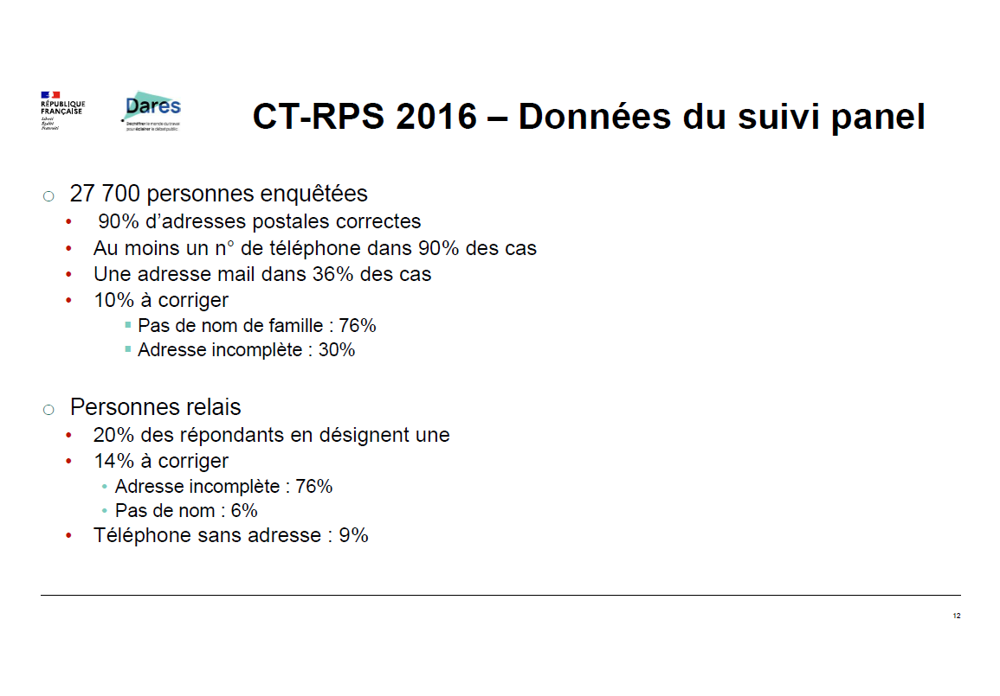 RÉPUBLIQUE
FRANÇAISE
Liberté
Égalité
Fraternité
Dares
Déchiffrer le monde du travail
pour éclairer le débat public
CT-RPS 2016 – Données du suivi panel
27 700 personnes enquêtées
90% d’adresses postales correctes
Au moins un n° de téléphone dans 90% des cas
Une adresse mail dans 36% des cas
10% à corriger
Pas de nom de famille : 76%
Adresse incomplète : 30%
Personnes relais
20% des répondants en désignent une
14% à corriger
Adresse incomplète : 76%
Pas de nom : 6%
Téléphone sans adresse : 9%
12